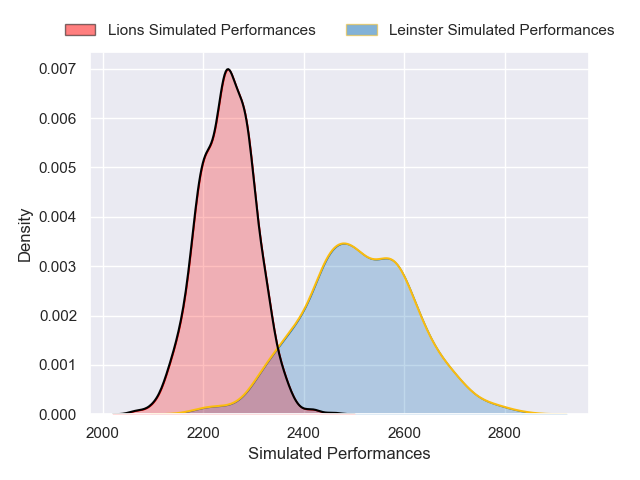 Lions Simulated Performances Leinster Simulated Performances
0.007
0.006
0.005
0.004
0.003
0.002
0.001
0.000
Density
2000 2200 2400 2600 2800
Simulated Performances